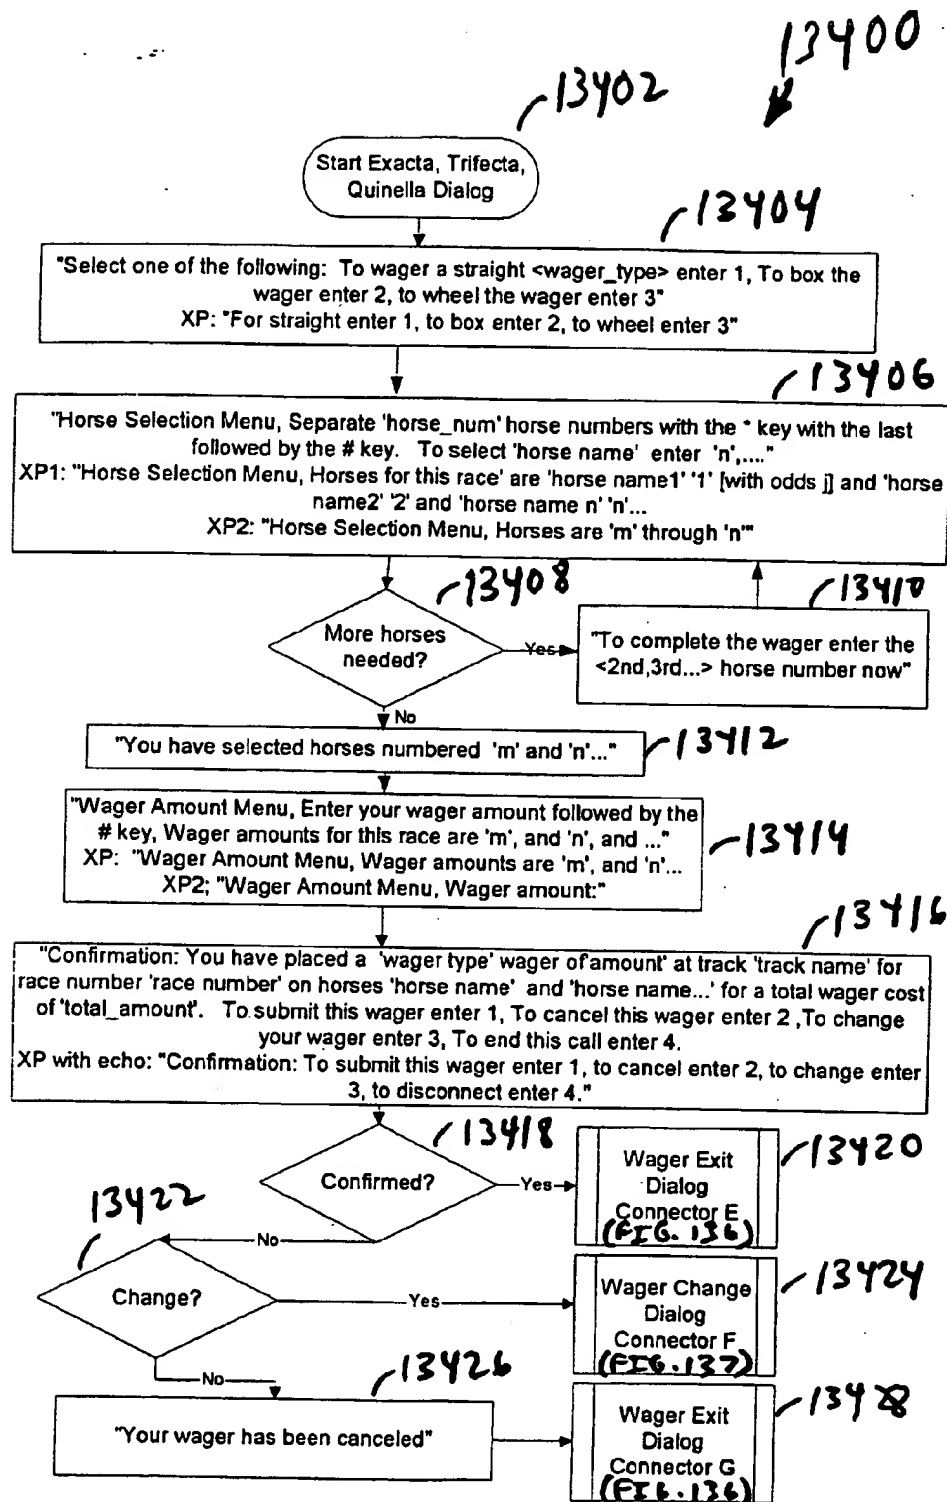 13400
13402
Start Exacta, Trifecta,
Quinella Dialog
13404
"Select one of the following: To wager a straight <wager_type> enter 1, To box the
wager enter 2, to wheel the wager enter 3"
XP: "For straight enter 1, to box enter 2, to wheel enter 3"
13406
"Horse Selection Menu, Separate 'horse_num' horse numbers with the * key with the last
followed by the # key. To select 'horse name' enter 'n',...."
XP1: "Horse Selection Menu, Horses for this race' are 'horse name1' '1' [with odds j] and 'horse
name2' '2' and 'horse name n' 'n'...
XP2: "Horse Selection Menu, Horses are 'm' through 'n'"
13408
More horses
needed?
Yes
13410
"To complete the wager enter the
<2nd,3rd...> horse number now"
No
"You have selected horses numbered 'm' and 'n'..."
13412
"Wager Amount Menu, Enter your wager amount followed by the
# key, Wager amounts for this race are 'm', and 'n', and ..."
XP: "Wager Amount Menu, Wager amounts are 'm', and 'n'...
XP2; "Wager Amount Menu, Wager amount:"
13414
13416
"Confirmation: You have placed a 'wager type' wager of amount' at track 'track name' for
race number 'race number' on horses 'horse name' and 'horse name...' for a total wager cost
of 'total_amount'. To submit this wager enter 1, To cancel this wager enter 2 ,To change
your wager enter 3, To end this call enter 4.
XP with echo: "Confirmation: To submit this wager enter 1, to cancel enter 2, to change enter
3, to disconnect enter 4."
13418
Confirmed?
Yes
Wager Exit
Dialog
Connector E
(FIG. 136)
13420
No
13422
Change?
Yes
Wager Change
Dialog
Connector F
(FIG. 137)
13424
No
13426
"Your wager has been canceled"
Wager Exit
Dialog
Connector G
(FIG. 136)
13428